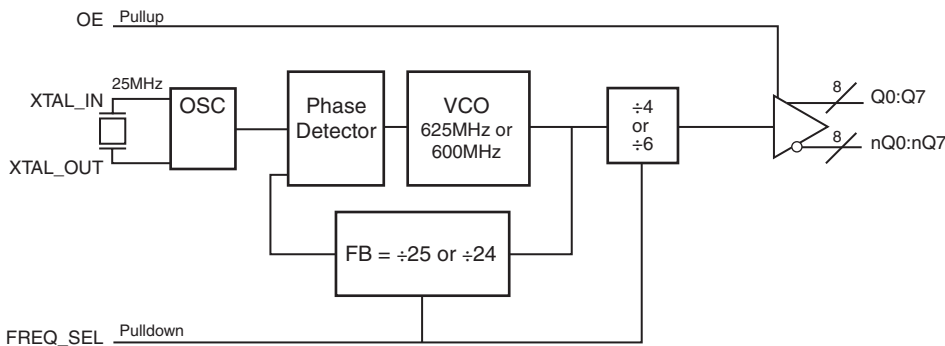 OE Pullup
25MHz
XTAL_IN
XTAL_OUT
OSC
Phase
Detector
VCO
625MHz or
600MHz
÷4
or
÷6
8
Q0:Q7
8
nQ0:nQ7
FB = ÷25 or ÷24
FREQ_SEL Pulldown